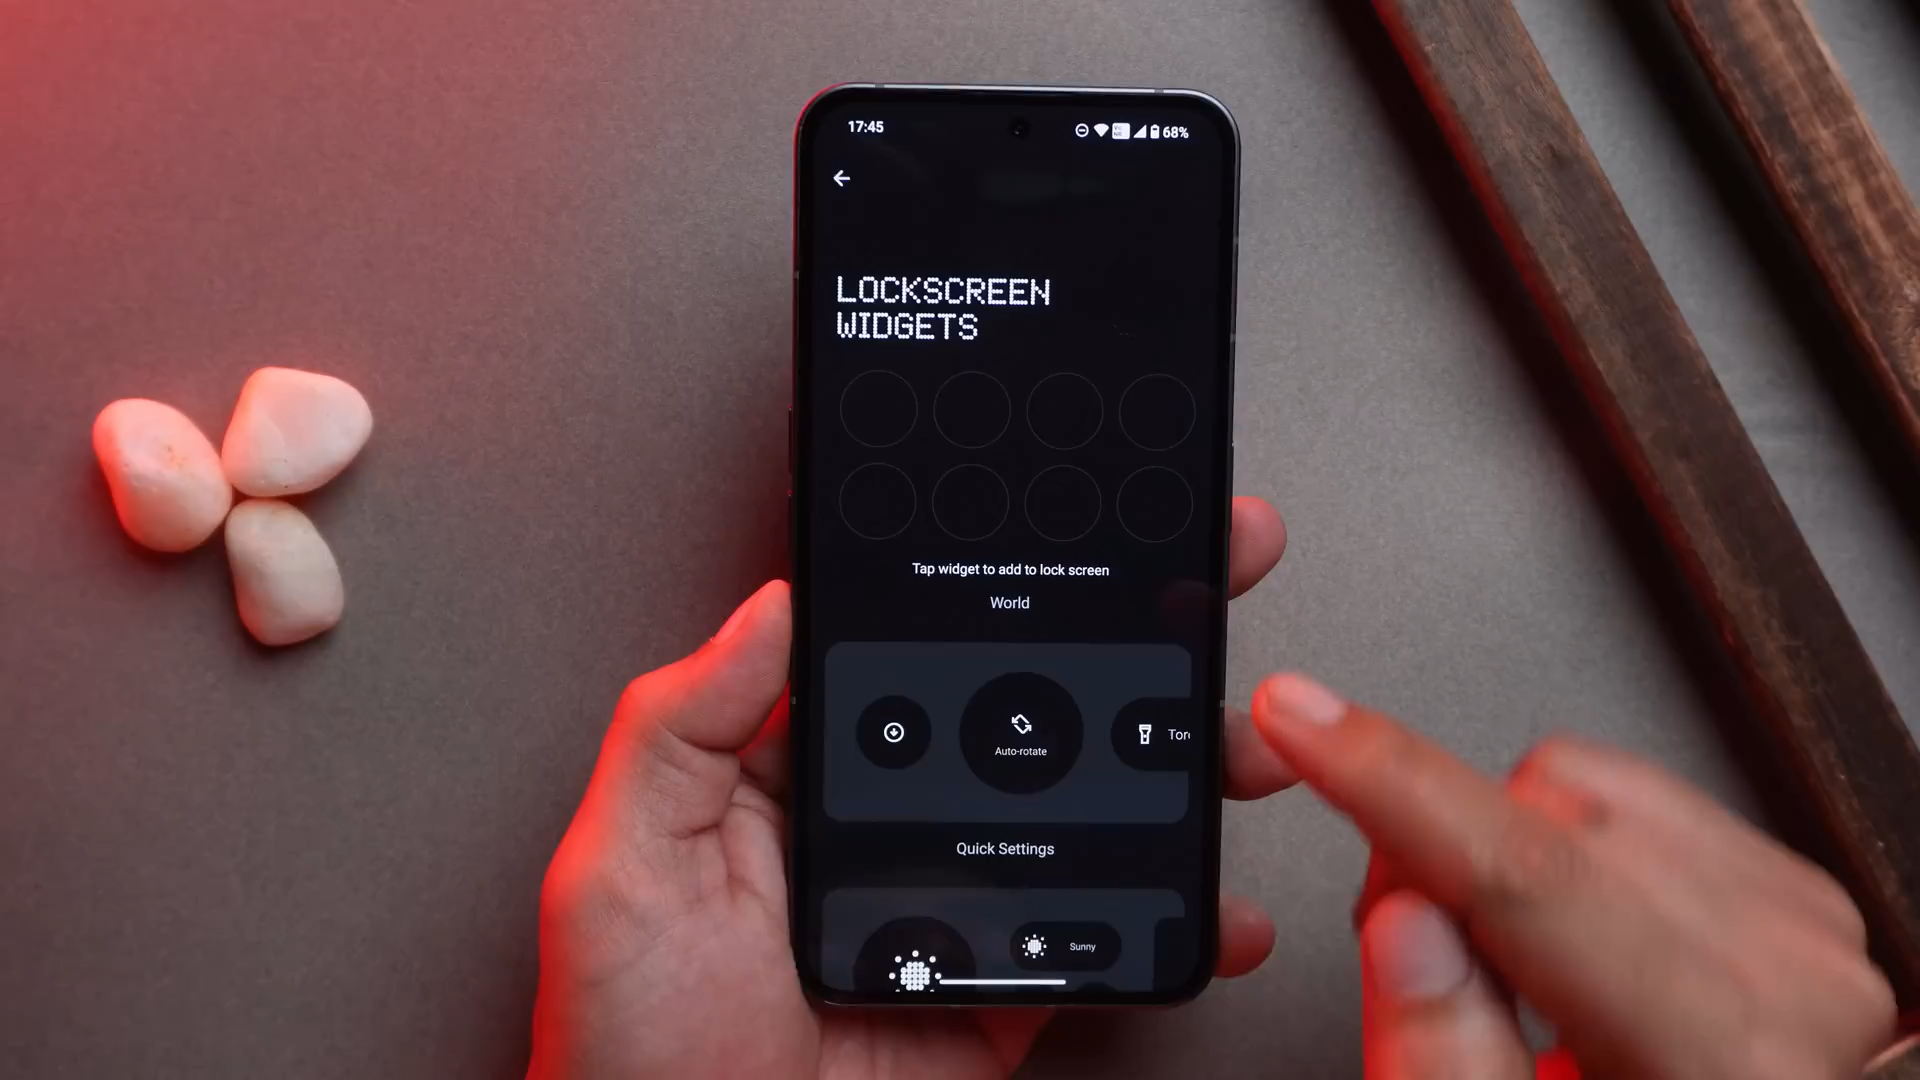 17:45
68%
LOCKSCREEN
WIDGETS
Tap widget to add to lock screen
World
Auto-rotate
Tor
Quick Settings
Sunny